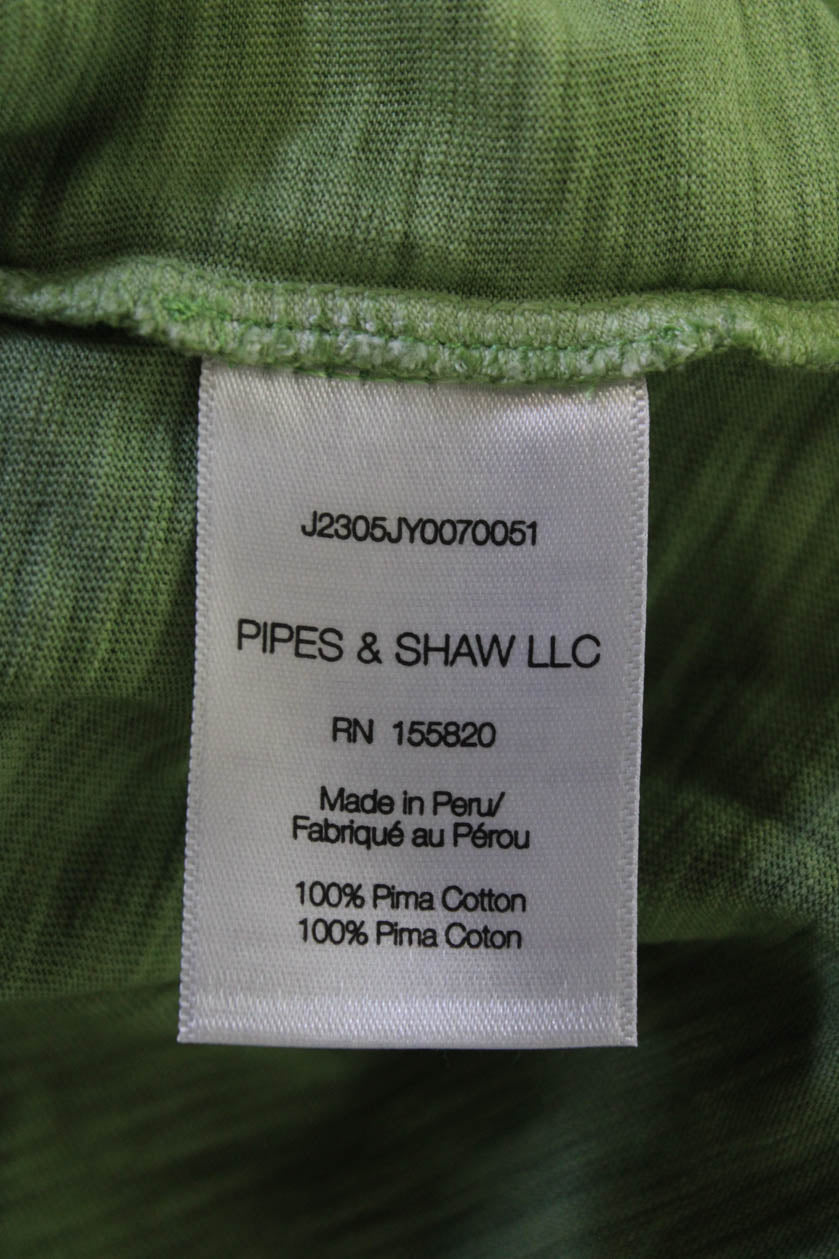 J2305JY0070051
PIPES & SHAW LLC
RN 155820
Made in Peru/
Fabriqué au Pérou
100% Pima Cotton
100% Pima Coton